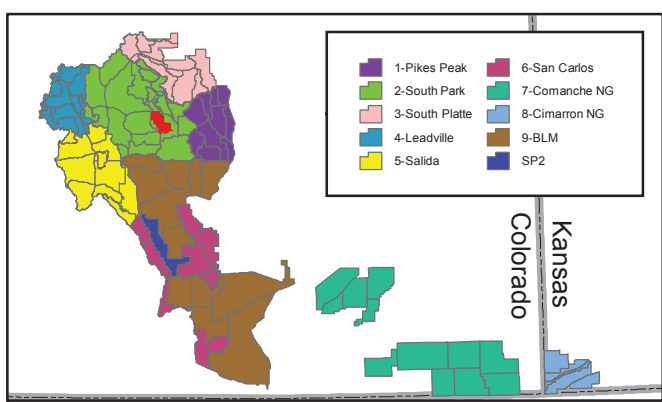 1-Pikes Peak
2-South Park
3-South Platte
4-Leadville
5-Salida
6-San Carlos
7-Comanche NG
8-Cimarron NG
9-BLM
SP2
Kansas
Colorado